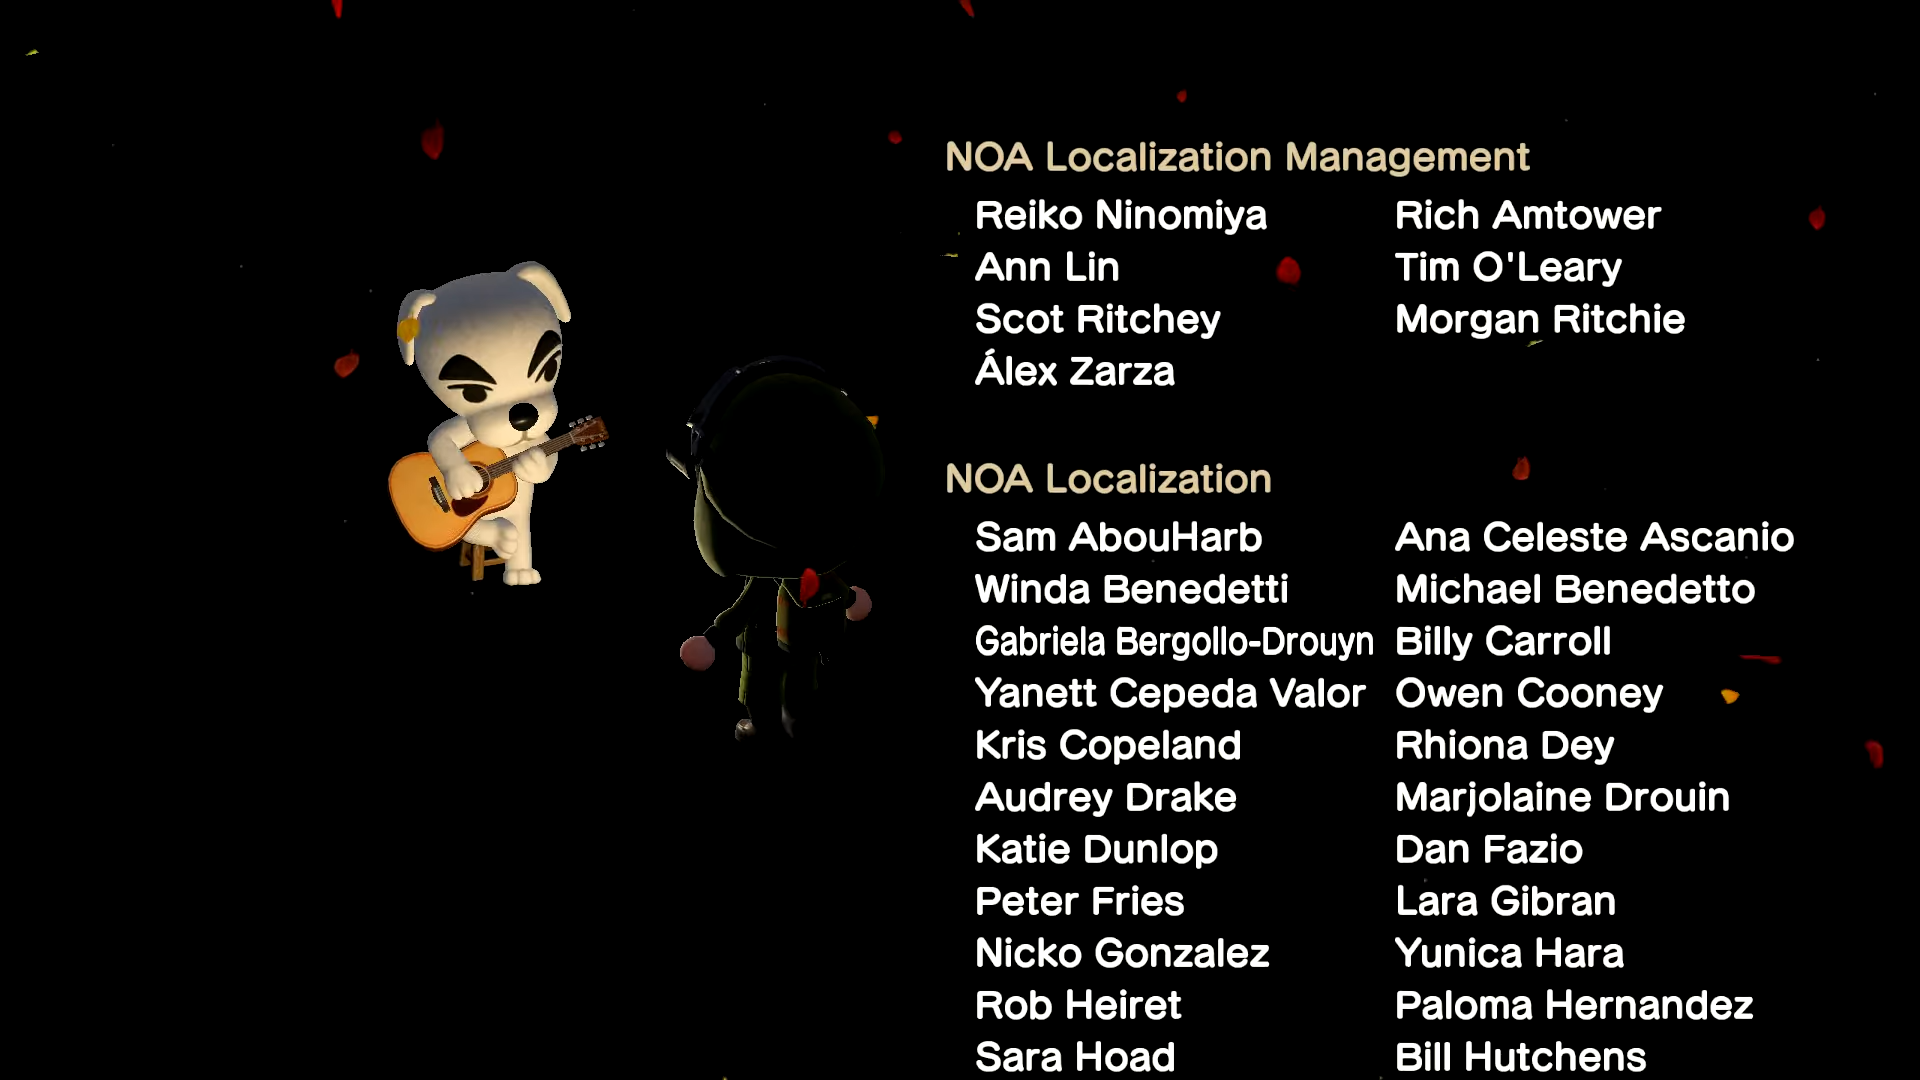 NOA Localization Management
Reiko Ninomiya Rich Amtower
Ann Lin Tim O'Leary
Scot Ritchey Morgan Ritchie
Álex Zarza
NOA Localization
Sam AbouHarb Ana Celeste Ascanio
Winda Benedetti Michael Benedetto
Gabriela Bergollo-Drouyn Billy Carroll
Yanett Cepeda Valor Owen Cooney
Kris Copeland Rhiona Dey
Audrey Drake Marjolaine Drouin
Katie Dunlop Dan Fazio
Peter Fries Lara Gibran
Nicko Gonzalez Yunica Hara
Rob Heiret Paloma Hernandez
Sara Hoad Bill Hutchens